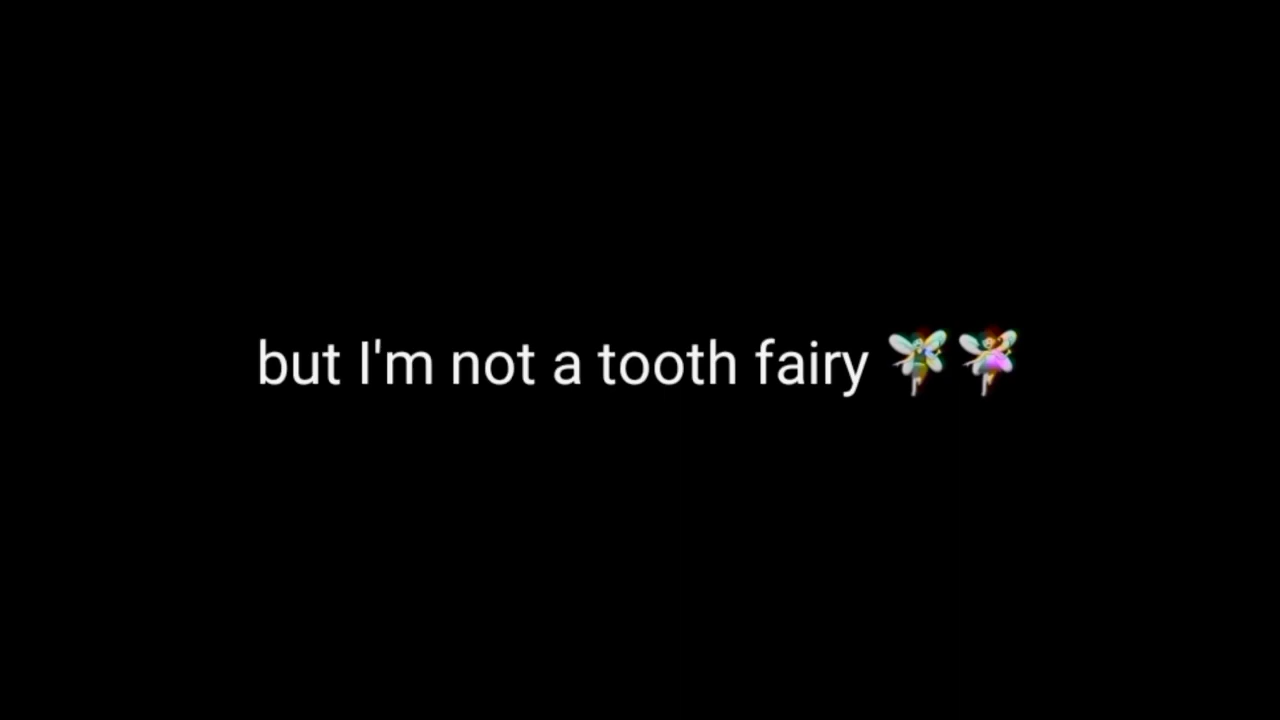 but I'm not a tooth fairy 🧚‍♂️🧚‍♀️